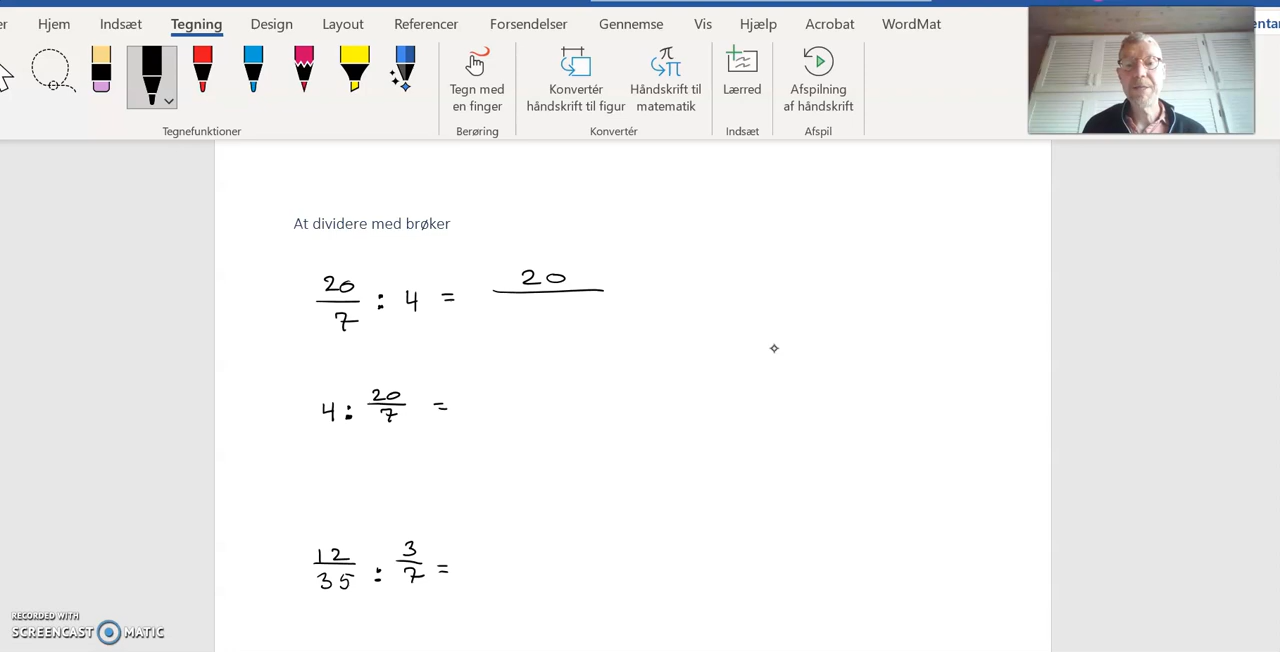 er Hjem Indsæt Tegning Design Layout Referencer Forsendelser Gennemse Vis Hjælp Acrobat WordMat
Tegn med
en finger
Konvertér
håndskrift til figur
Håndskrift til
matematik
Lærred
Afspilning
af håndskrift
Tegnefunktioner Berøring Konvertér Indsæt Afspil
At dividere med brøker
20/7 : 4 = 20
4 : 20/7 =
12/35 : 3/7 =
RECORDED WITH
SCREENCAST MATIC